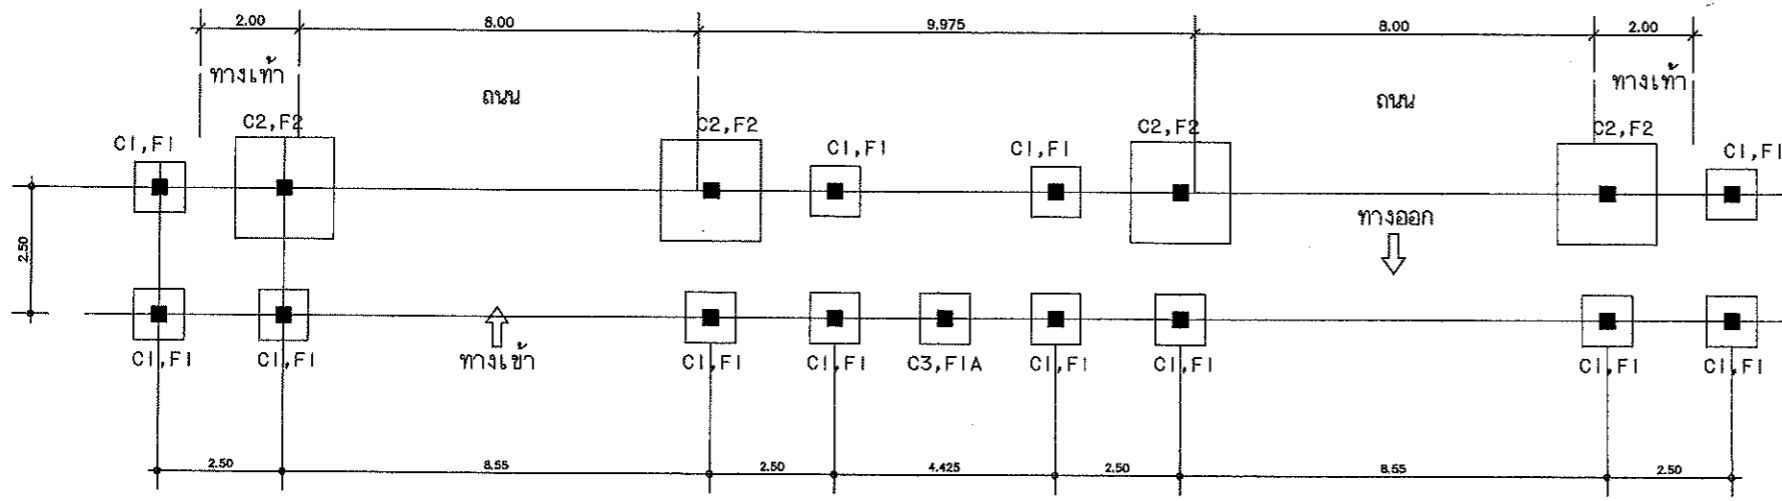 2.00 8.00 9.975 8.00 2.00
ทางเท้า ถนน ถนน ทางเท้า
C1,F1 C2,F2 C2,F2 C1,F1 C1,F1 C2,F2 C2,F2 C1,F1
2.50
ทางออก
ทางเข้า
C1,F1 C1,F1 C1,F1 C1,F1 C3,F1A C1,F1 C1,F1 C1,F1 C1,F1
2.50 8.55 2.50 4.425 2.50 8.55 2.50